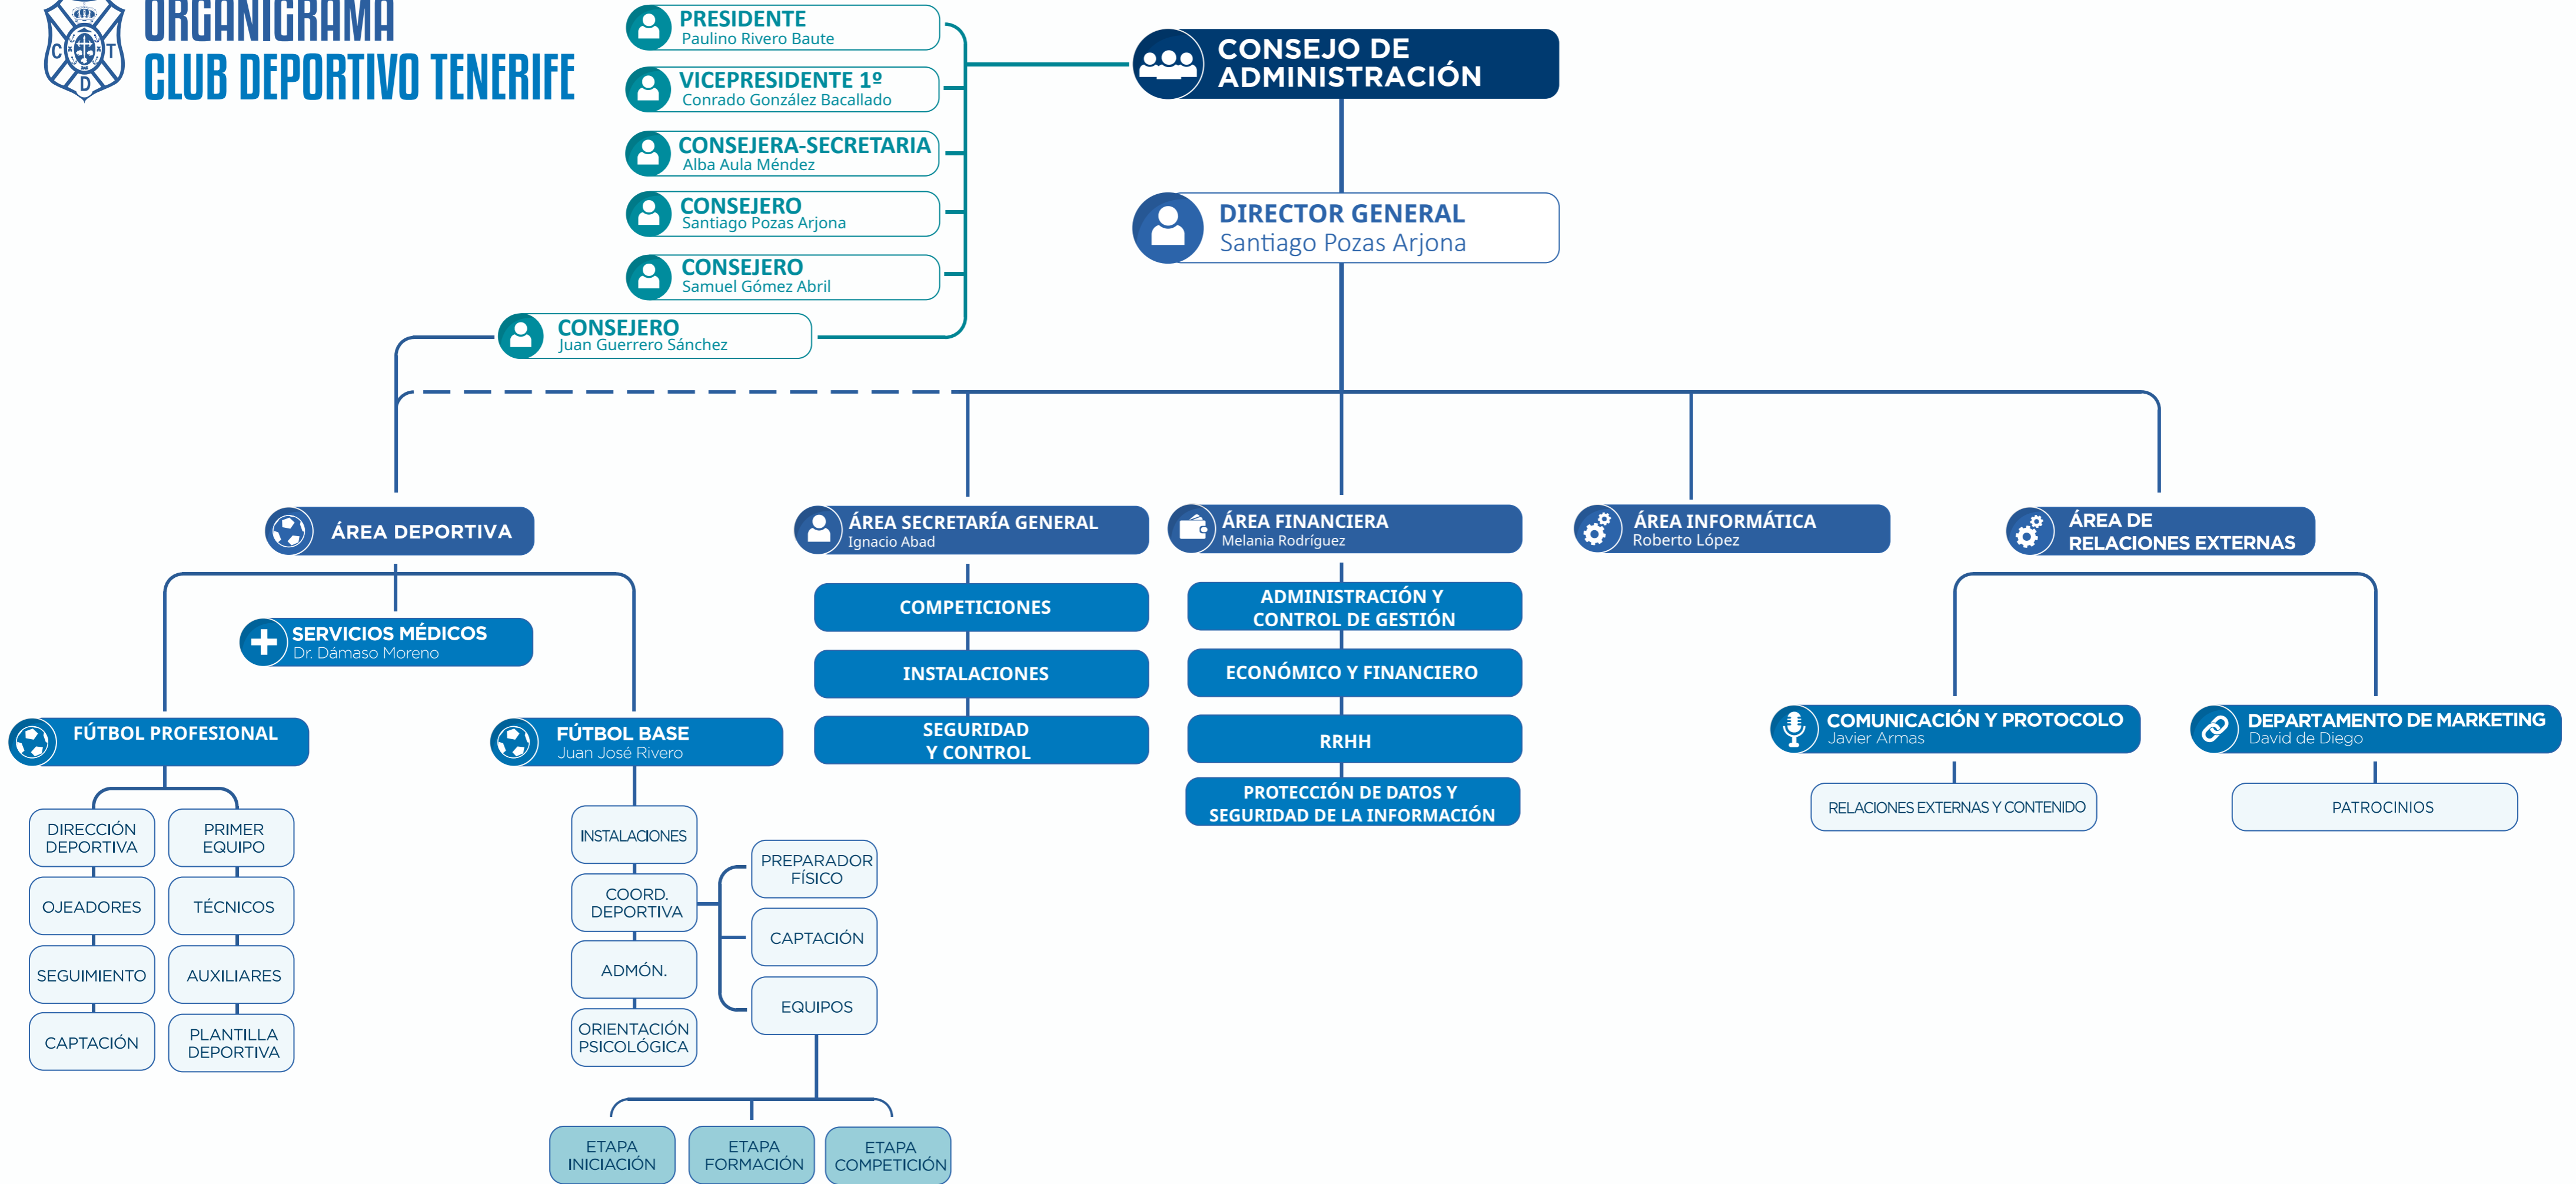 ORGANIGRAMA
CLUB DEPORTIVO TENERIFE
C T
D
PRESIDENTE
Paulino Rivero Baute
VICEPRESIDENTE 1º
Conrado González Bacallado
CONSEJERA-SECRETARIA
Alba Aula Méndez
CONSEJERO
Santiago Pozas Arjona
CONSEJERO
Samuel Gómez Abril
CONSEJERO
Juan Guerrero Sánchez
CONSEJO DE
ADMINISTRACIÓN
DIRECTOR GENERAL
Santiago Pozas Arjona
ÁREA DEPORTIVA
SERVICIOS MÉDICOS
Dr. Dámaso Moreno
FÚTBOL PROFESIONAL
DIRECCIÓN
DEPORTIVA
OJEADORES
SEGUIMIENTO
CAPTACIÓN
PRIMER
EQUIPO
TÉCNICOS
AUXILIARES
PLANTILLA
DEPORTIVA
FÚTBOL BASE
Juan José Rivero
INSTALACIONES
COORD.
DEPORTIVA
ADMÓN.
ORIENTACIÓN
PSICOLÓGICA
PREPARADOR
FÍSICO
CAPTACIÓN
EQUIPOS
ETAPA
INICIACIÓN
ETAPA
FORMACIÓN
ETAPA
COMPETICIÓN
ÁREA SECRETARÍA GENERAL
Ignacio Abad
COMPETICIONES
INSTALACIONES
SEGURIDAD
Y CONTROL
ÁREA FINANCIERA
Melania Rodríguez
ADMINISTRACIÓN Y
CONTROL DE GESTIÓN
ECONÓMICO Y FINANCIERO
RRHH
PROTECCIÓN DE DATOS Y
SEGURIDAD DE LA INFORMACIÓN
ÁREA INFORMÁTICA
Roberto López
ÁREA DE
RELACIONES EXTERNAS
COMUNICACIÓN Y PROTOCOLO
Javier Armas
RELACIONES EXTERNAS Y CONTENIDO
DEPARTAMENTO DE MARKETING
David de Diego
PATROCINIOS